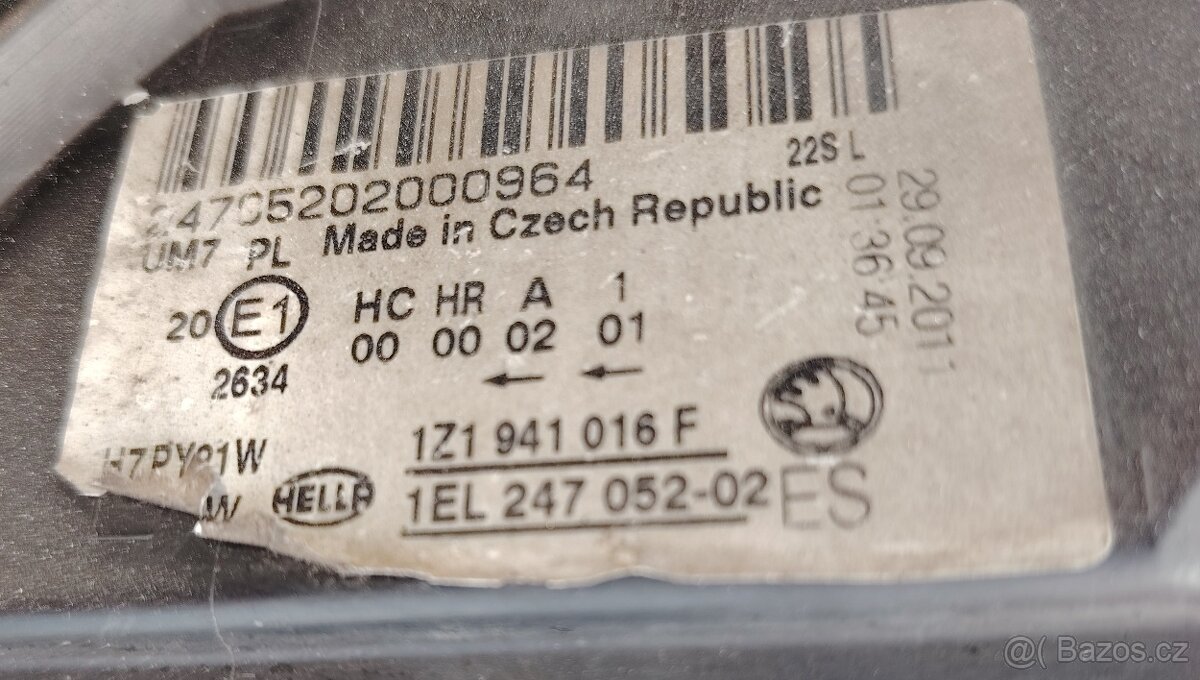 22S L
29 09 2011
01:36:45
24705202000964
UM7 PL Made in Czech Republic
20 E1 HC HR A 1
00 00 02 01
2634 ← ←
H7PY21W
W
HELLA
1Z1 941 016 F
1EL 247 052-02 ES
@( Bazos.cz